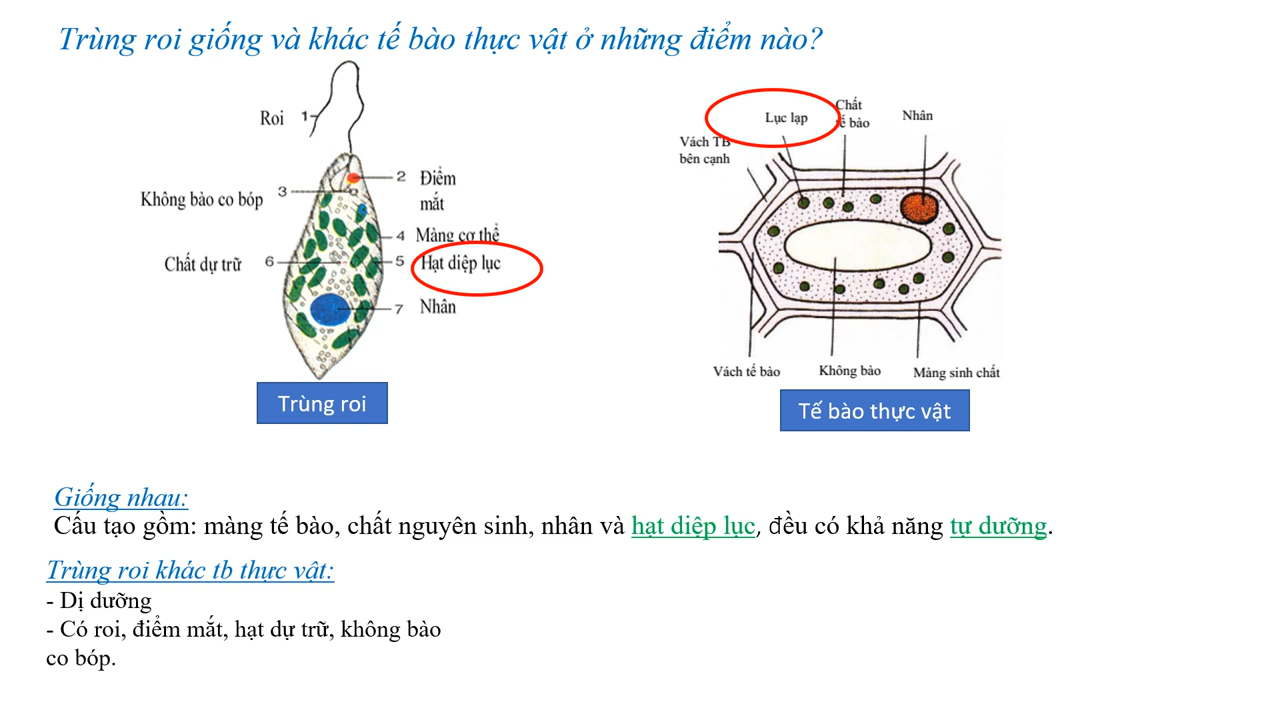 Trùng roi giống và khác tế bào thực vật ở những điểm nào?
Roi 1
2 Điểm
mắt
Không bào co bóp 3
4 Màng cơ thể
Chất dự trữ 6
5 Hạt diệp lục
7 Nhân
Trùng roi
Lục lạp
Chất
tế bào
Nhân
Vách TB
bên cạnh
Vách tế bào
Không bào
Màng sinh chất
Tế bào thực vật
Giống nhau:
Cấu tạo gồm: màng tế bào, chất nguyên sinh, nhân và hạt diệp lục, đều có khả năng tự dưỡng.
Trùng roi khác tb thực vật:
- Dị dưỡng
- Có roi, điểm mắt, hạt dự trữ, không bào
co bóp.